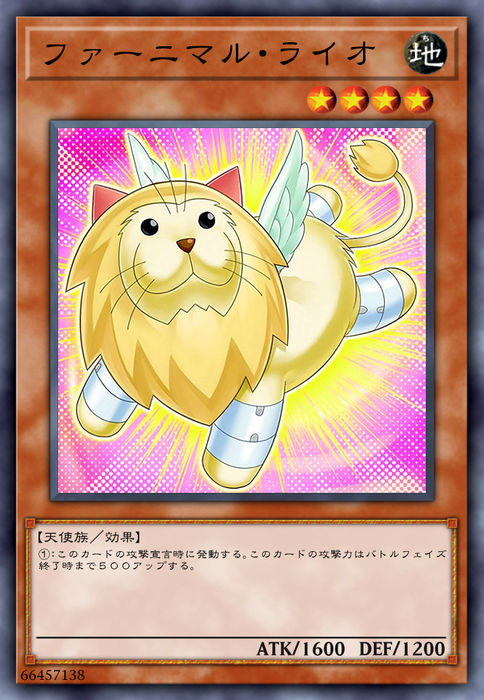 ファーニマル・ライオ
地
ち
【天使族／効果】
①：このカードの攻撃宣言時に発動する。このカードの攻撃力はバトルフェイズ
終了時まで５００アップする。
ATK/1600 DEF/1200
66457138